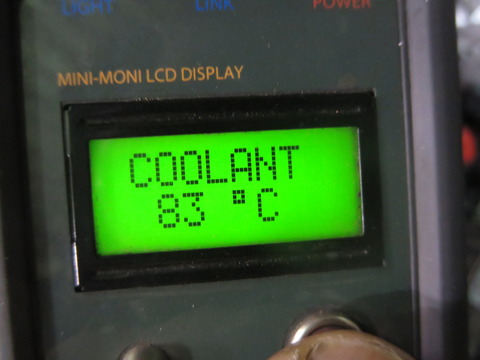 LIGHT LINK POWER
MINI-MONI LCD DISPLAY
COOLANT
83 °C